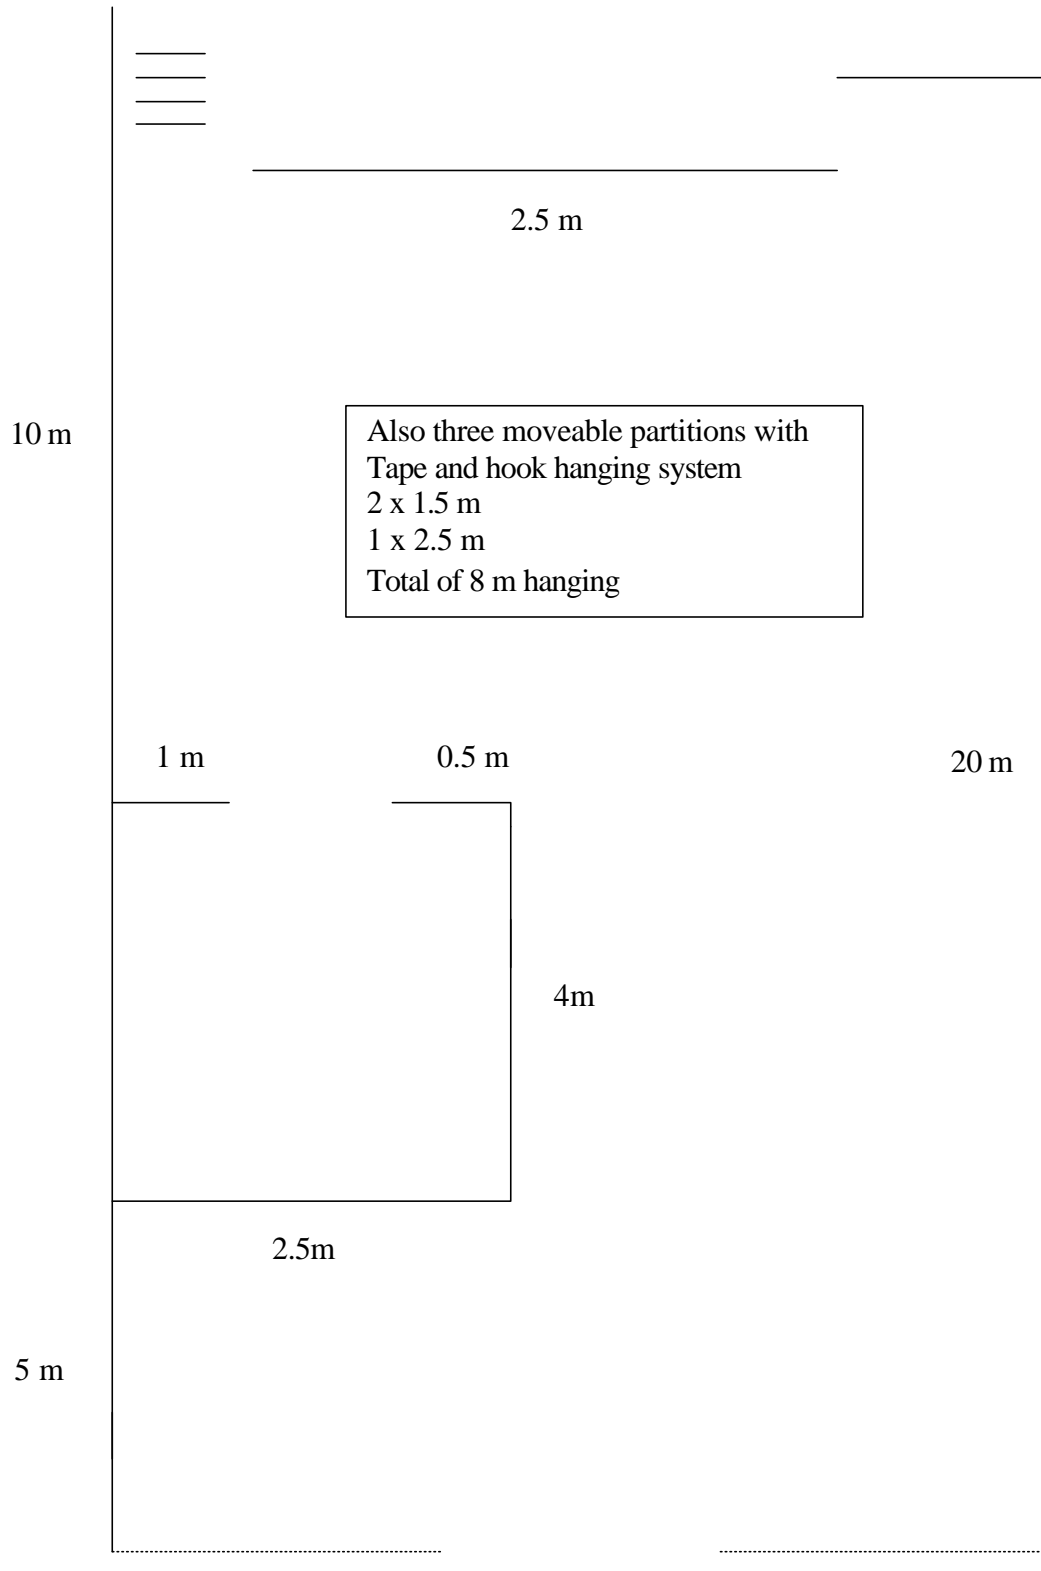 2.5 m
10 m
Also three moveable partitions with
Tape and hook hanging system
2 x 1.5 m
1 x 2.5 m
Total of 8 m hanging
1 m
0.5 m
20 m
4m
2.5m
5 m